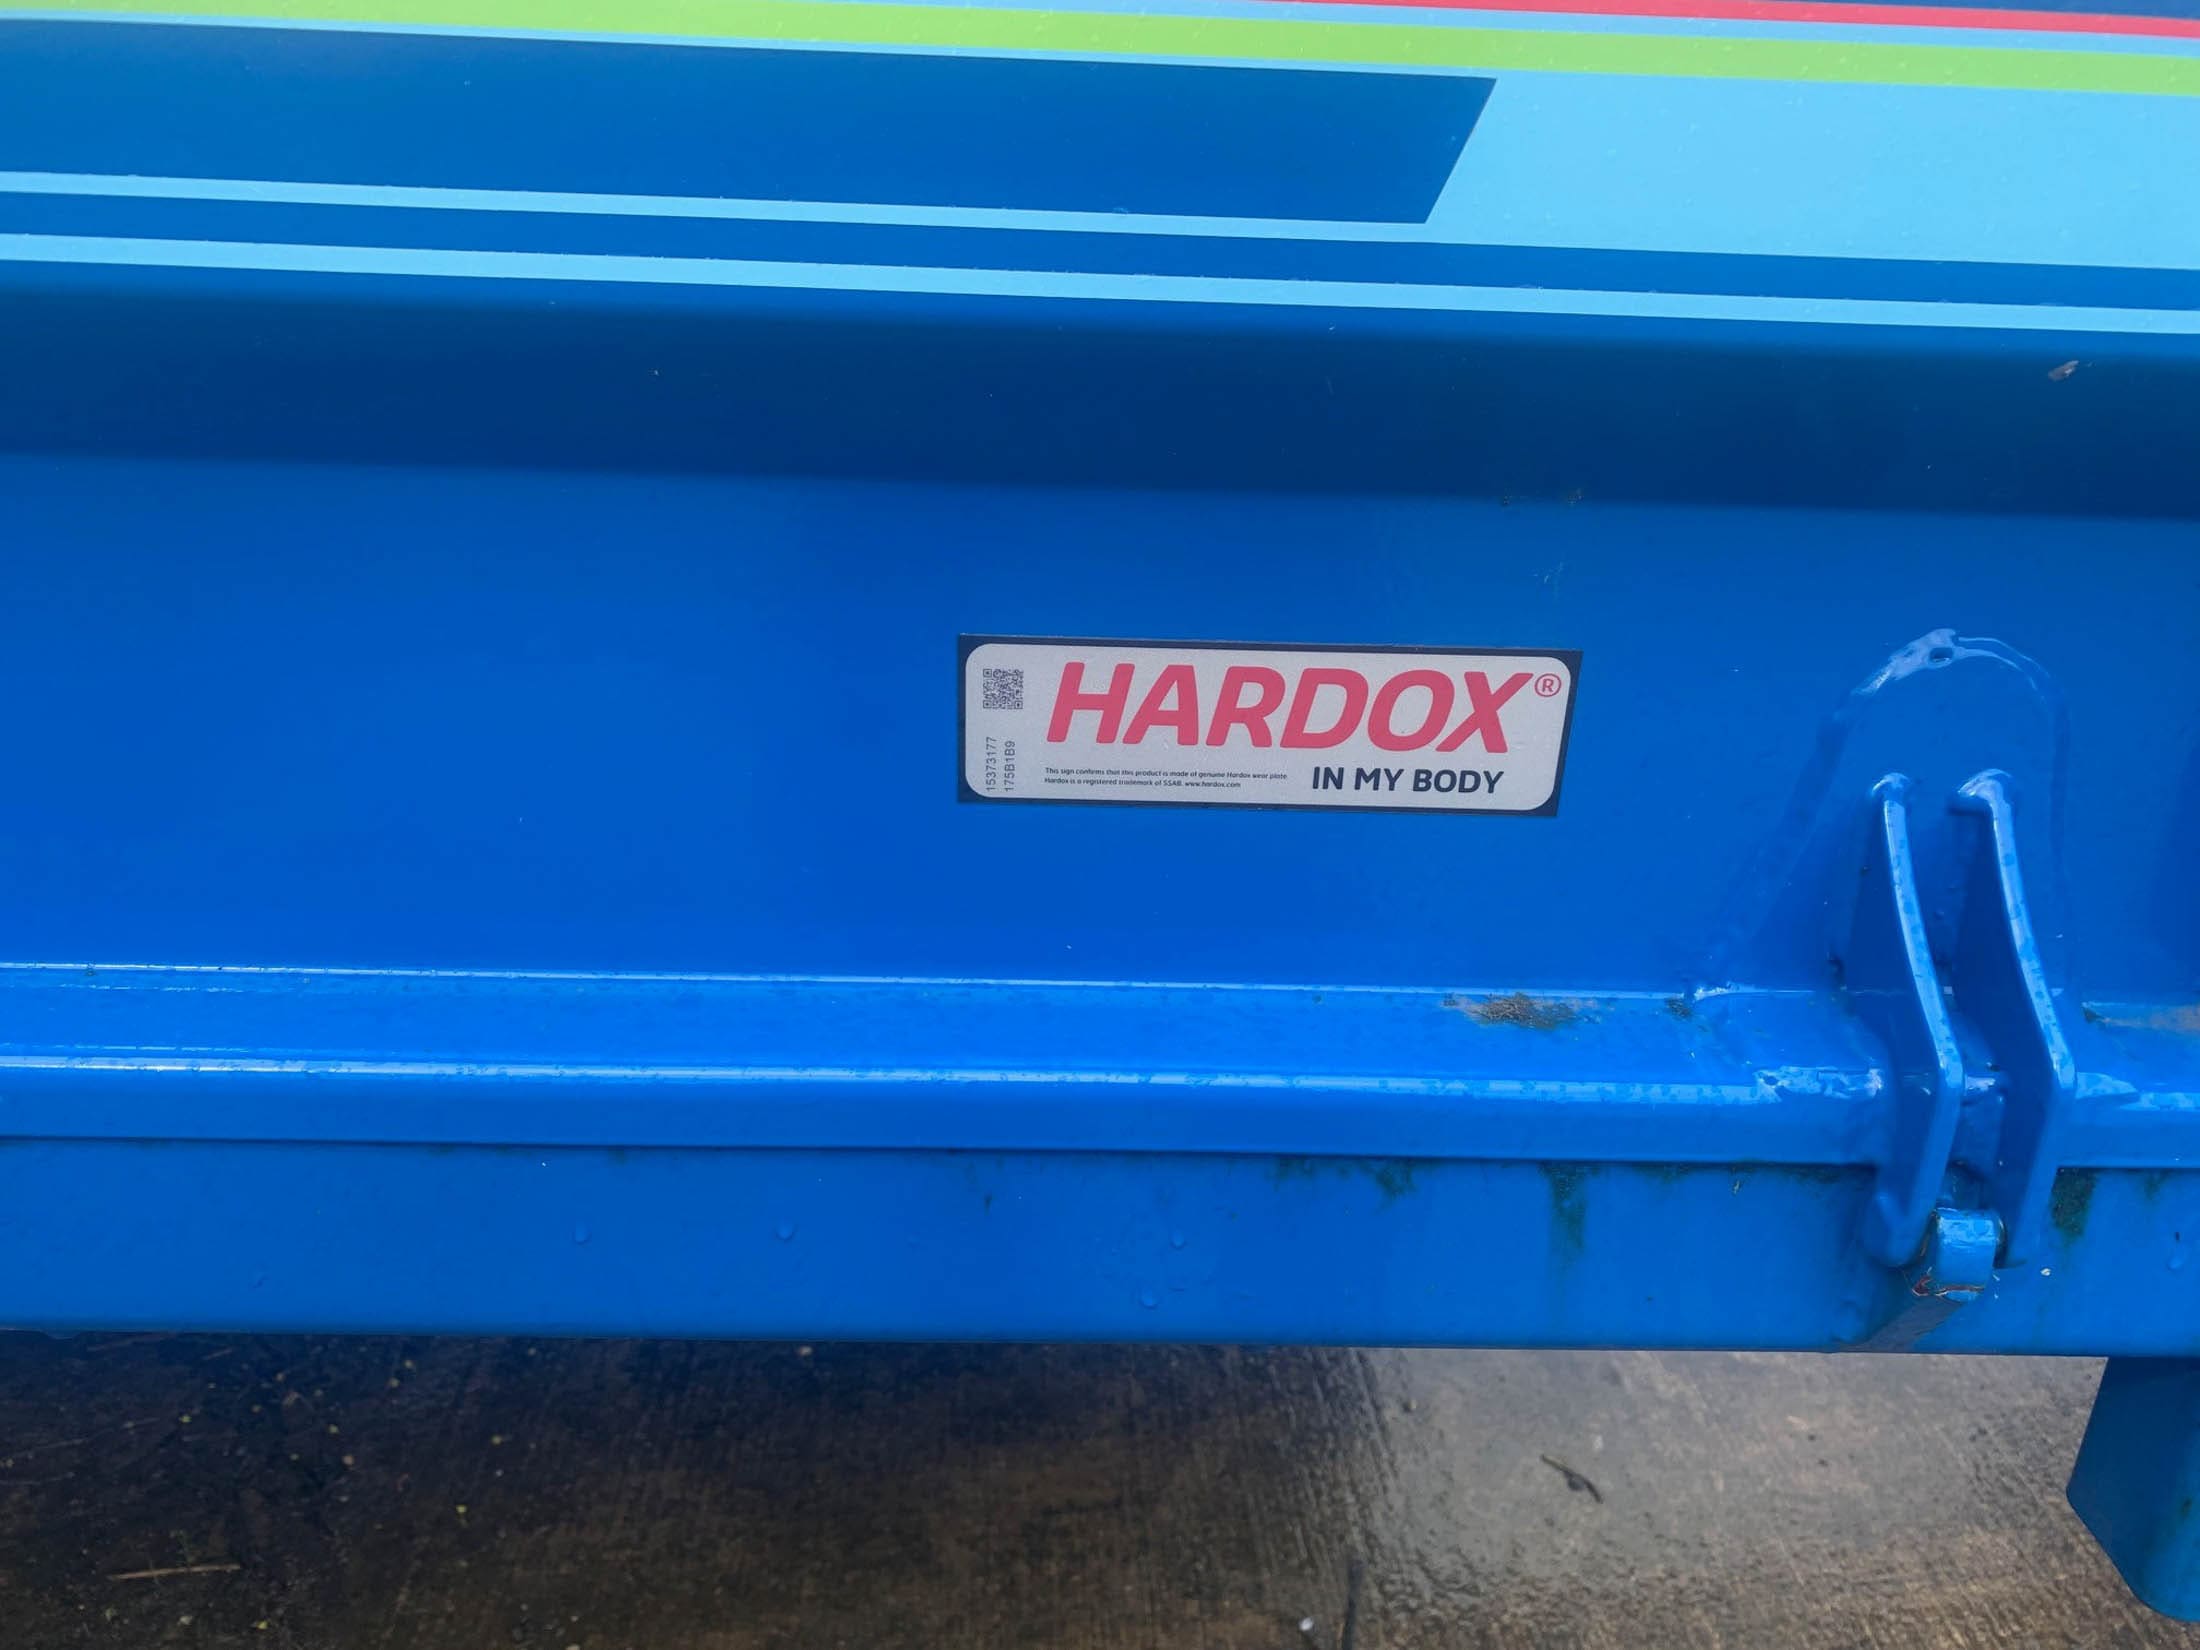 HARDOX®
IN MY BODY
This sign confirms that this product is made of genuine Hardox wear plate.
Hardox is a registered trademark of SSAB. www.hardox.com
15373177
175B1B9